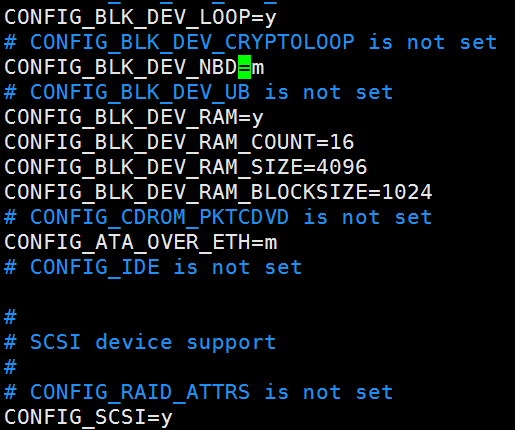 CONFIG_BLK_DEV_LOOP=y
# CONFIG_BLK_DEV_CRYPTOLOOP is not set
CONFIG_BLK_DEV_NBD=m
# CONFIG_BLK_DEV_UB is not set
CONFIG_BLK_DEV_RAM=y
CONFIG_BLK_DEV_RAM_COUNT=16
CONFIG_BLK_DEV_RAM_SIZE=4096
CONFIG_BLK_DEV_RAM_BLOCKSIZE=1024
# CONFIG_CDROM_PKTCDVD is not set
CONFIG_ATA_OVER_ETH=m
# CONFIG_IDE is not set
#
# SCSI device support
#
# CONFIG_RAID_ATTRS is not set
CONFIG_SCSI=y